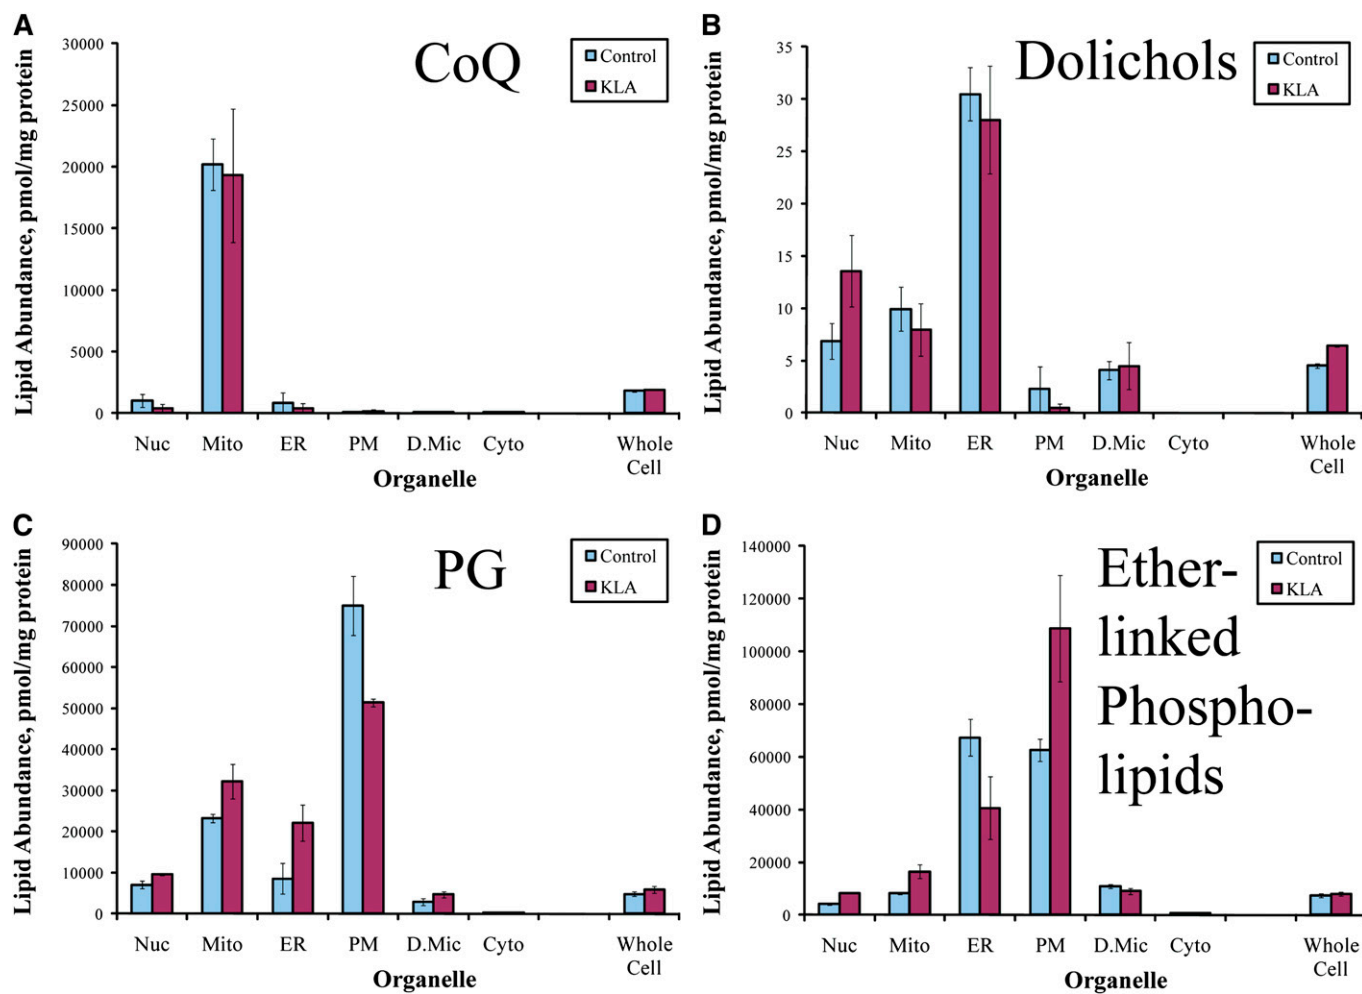 A
CoQ
Control
KLA
Lipid Abundance, pmol/mg protein
30000
25000
20000
15000
10000
5000
0
Nuc Mito ER PM D.Mic Cyto Whole
Cell
Organelle
B
Dolichols
Control
KLA
Lipid Abundance, pmol/mg protein
35
30
25
20
15
10
5
0
Nuc Mito ER PM D.Mic Cyto Whole
Cell
Organelle
C
PG
Control
KLA
Lipid Abundance, pmol/mg protein
90000
80000
70000
60000
50000
40000
30000
20000
10000
0
Nuc Mito ER PM D.Mic Cyto Whole
Cell
Organelle
D
Ether-
linked
Phospho-
lipids
Control
KLA
Lipid Abundance, pmol/mg protein
140000
120000
100000
80000
60000
40000
20000
0
Nuc Mito ER PM D.Mic Cyto Whole
Cell
Organelle